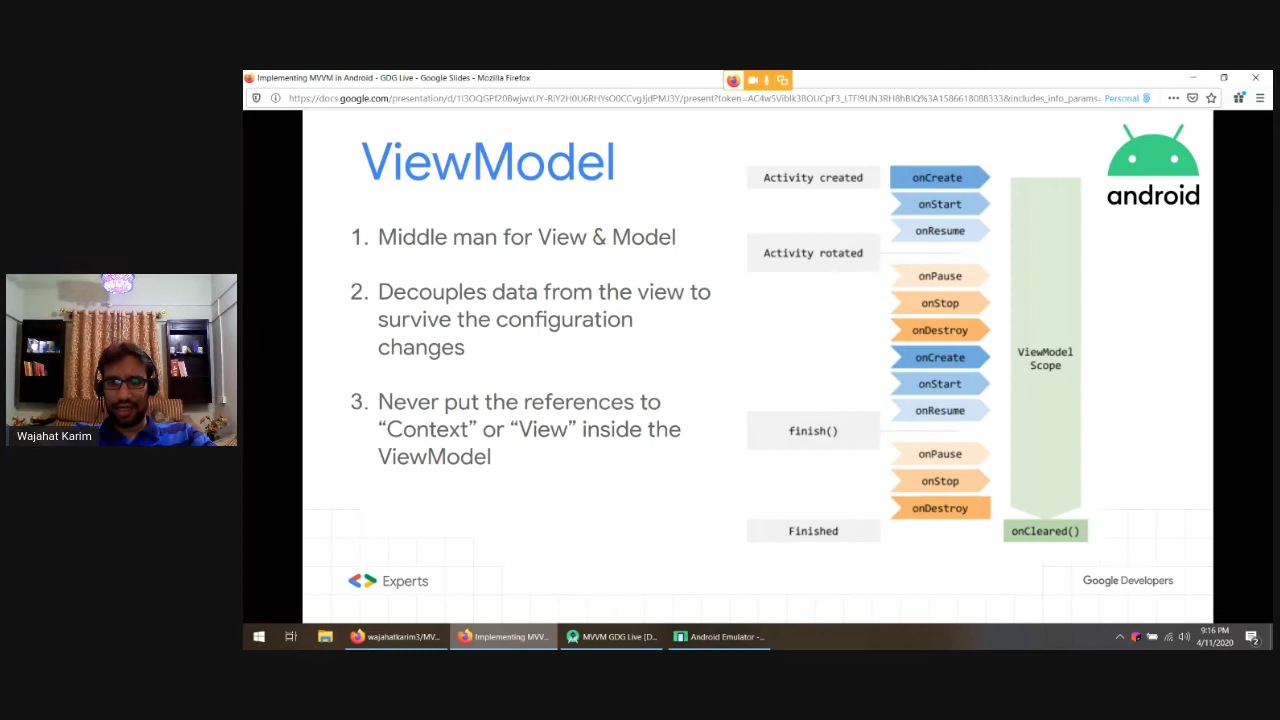 Implementing MVVM in Android - GDG Live - Google Slides - Mozilla Firefox
Personal
ViewModel
1. Middle man for View & Model
2. Decouples data from the view to
survive the configuration
changes
3. Never put the references to
“Context” or “View” inside the
ViewModel
Experts
Activity created
Activity rotated
finish()
Finished
onCreate
onStart
onResume
onPause
onStop
onDestroy
onCreate
onStart
onResume
onPause
onStop
onDestroy
ViewModel
Scope
onCleared()
android
Google Developers
Wajahat Karim
wajahatkarim3/MV...
Implementing MVV...
MVVM GDG Live [D...
Android Emulator -...
9:16 PM
4/11/2020
2